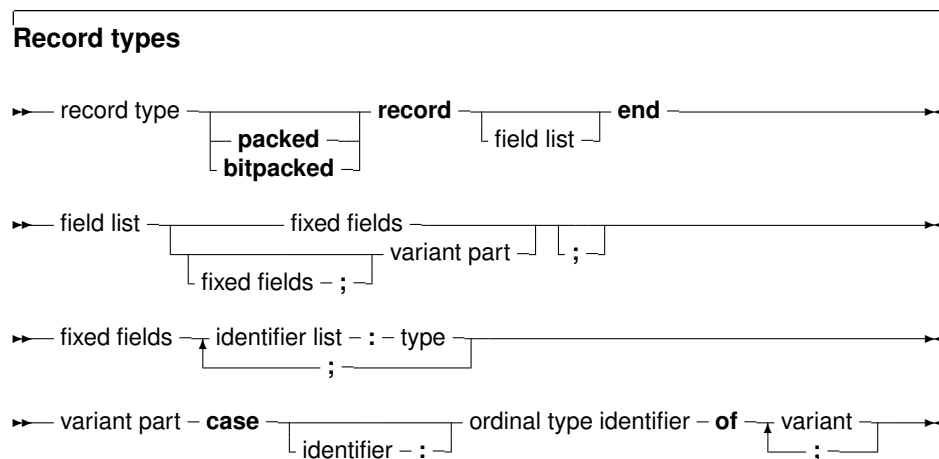 Record types
record type record end
packed field list
bitpacked
field list fixed fields
variant part ;
fixed fields ;
fixed fields identifier list : type
;
variant part case ordinal type identifier of variant
identifier : ;